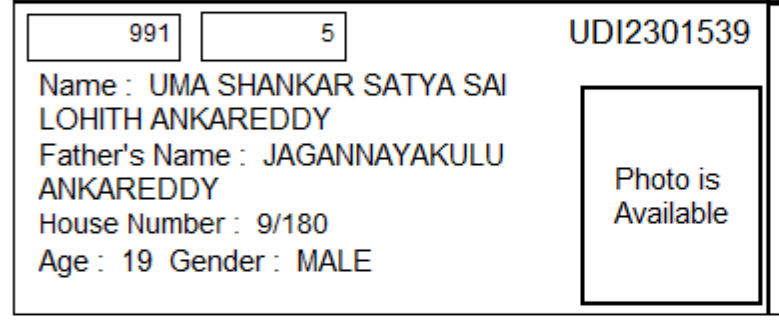 991 5 UDI2301539
Name : UMA SHANKAR SATYA SAI
LOHITH ANKAREDDY
Father's Name : JAGANNAYAKULU
ANKAREDDY
House Number : 9/180
Age : 19 Gender : MALE
Photo is
Available